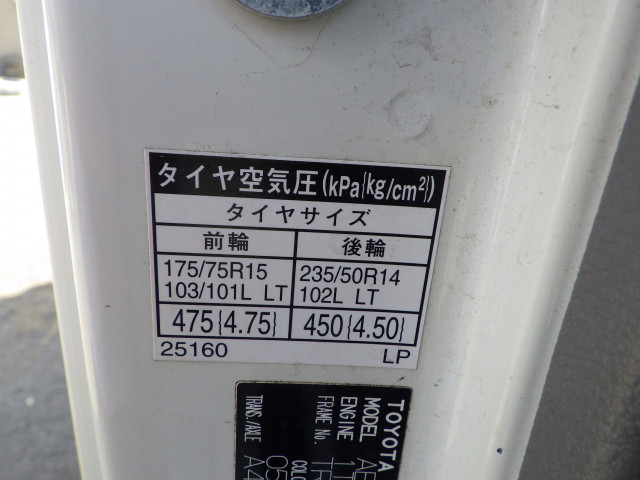 タイヤ空気圧(kPa{kg/cm²})
タイヤサイズ
前輪 後輪
175/75R15 235/50R14
103/101L LT 102L LT
475{4.75} 450{4.50}
25160 LP
TOYOTA
MODEL
ENGINE
FRAME No.
COLO
TRANS./AXLE